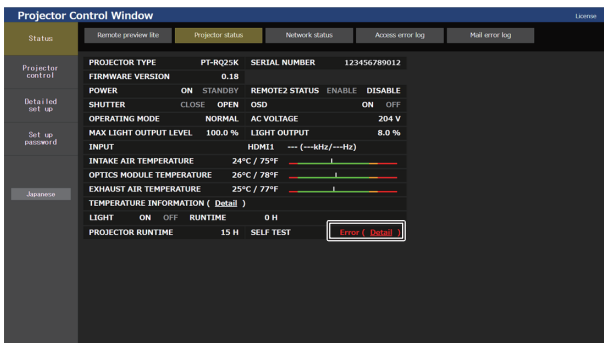 Projector Control Window
License
Status
Remote preview lite
Projector status
Network status
Access error log
Mail error log
Projector
control
Detailed
set up
Set up
password
Japanese
PROJECTOR TYPE PT-RQ25K SERIAL NUMBER 123456789012
FIRMWARE VERSION 0.18
POWER ON STANDBY REMOTE2 STATUS ENABLE DISABLE
SHUTTER CLOSE OPEN OSD ON OFF
OPERATING MODE NORMAL AC VOLTAGE 204 V
MAX LIGHT OUTPUT LEVEL 100.0 % LIGHT OUTPUT 8.0 %
INPUT HDMI1 --- (---kHz/---Hz)
INTAKE AIR TEMPERATURE 24°C / 75°F
OPTICS MODULE TEMPERATURE 26°C / 78°F
EXHAUST AIR TEMPERATURE 25°C / 77°F
TEMPERATURE INFORMATION ( Detail )
LIGHT ON OFF RUNTIME 0 H
PROJECTOR RUNTIME 15 H SELF TEST Error ( Detail )